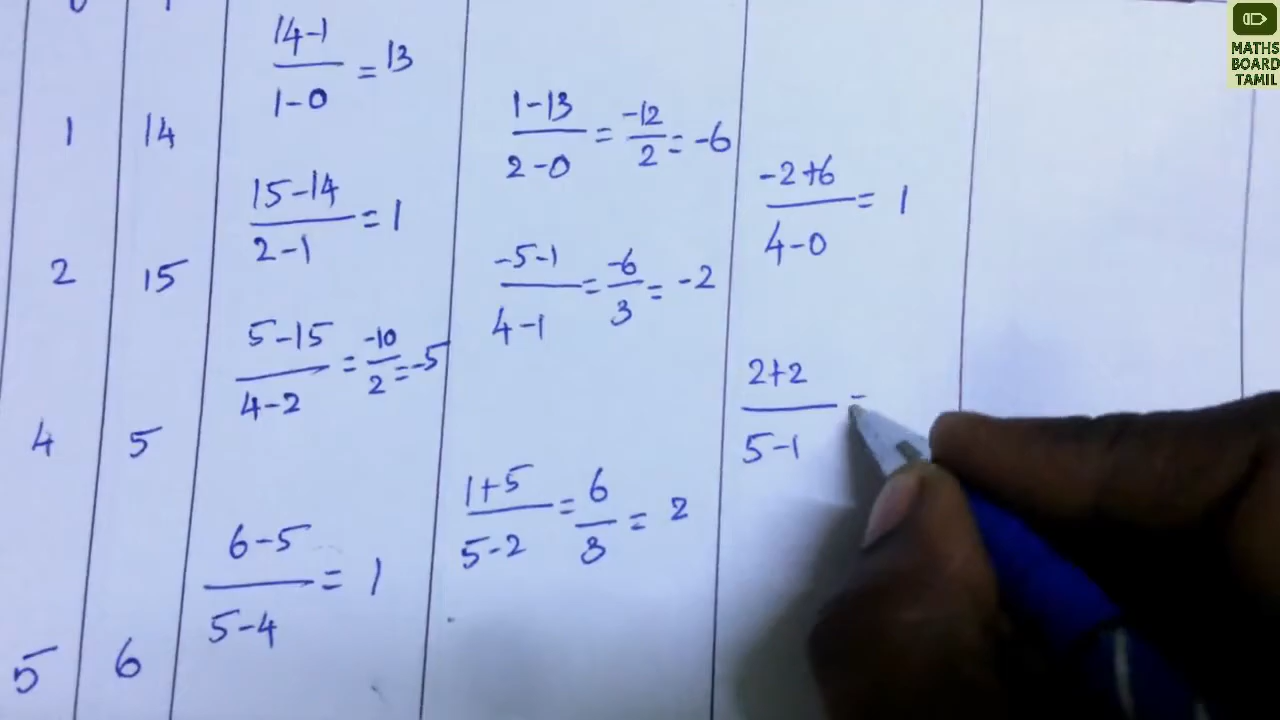 14-1
1-0 = 13
1 14
1-13
2-0 = -12/2 = -6
15-14
2-1 = 1
-2+6
4-0 = 1
2 15
-5-1
4-1 = -6/3 = -2
5-15
4-2 = -10/2 = -5
2+2
5-1 =
4 5
1+5
5-2 = 6/3 = 2
6-5
5-4 = 1
5 6
MATHS
BOARD
TAMIL